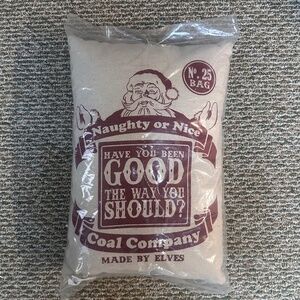 Nº. 25
BAG
Naughty or Nice
HAVE YOU BEEN
GOOD
THE WAY YOU
SHOULD?
Coal Company
MADE BY ELVES